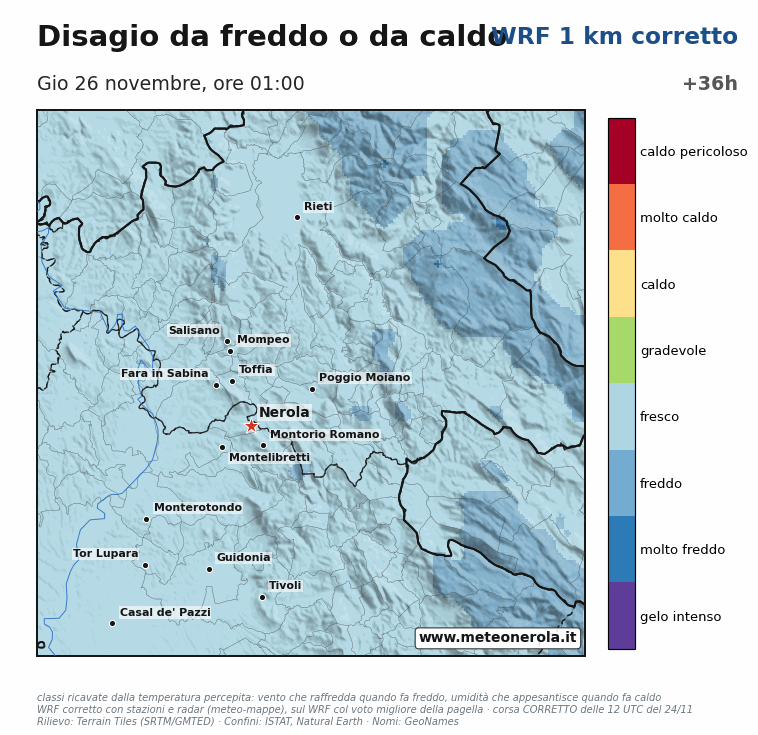 Disagio da freddo o da caldo
WRF 1 km corretto
Gio 26 novembre, ore 01:00
+36h
caldo pericoloso
molto caldo
caldo
gradevole
fresco
freddo
molto freddo
gelo intenso
Rieti
Salisano
Mompeo
Toffia
Fara in Sabina
Poggio Moiano
Nerola
Montorio Romano
Montelibretti
Monterotondo
Tor Lupara
Guidonia
Tivoli
Casal de' Pazzi
www.meteonerola.it
classi ricavate dalla temperatura percepita: vento che raffredda quando fa freddo, umidità che appesantisce quando fa caldo
WRF corretto con stazioni e radar (meteo-mappe), sul WRF col voto migliore della pagella · corsa CORRETTO delle 12 UTC del 24/11
Rilievo: Terrain Tiles (SRTM/GMTED) · Confini: ISTAT, Natural Earth · Nomi: GeoNames